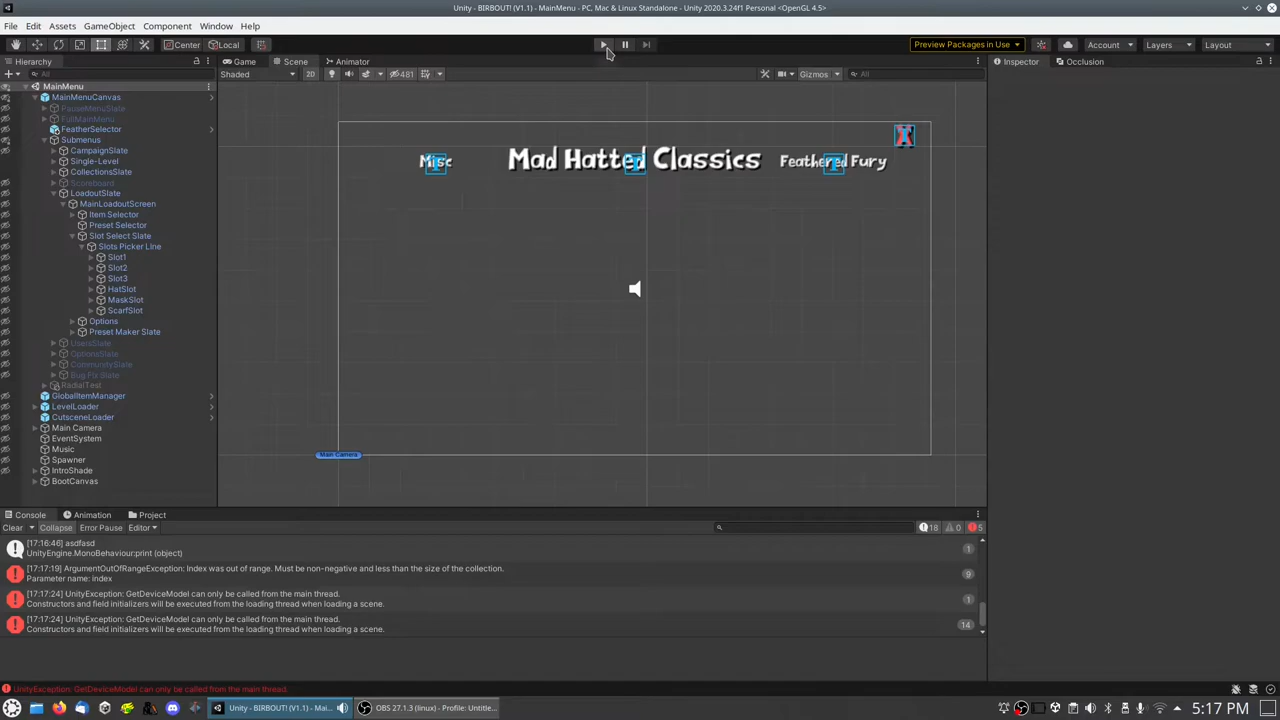 Unity - BIRBOUT! (V1.1) - MainMenu - PC, Mac & Linux Standalone - Unity 2020.3.24f1 Personal <OpenGL 4.5>
File Edit Assets GameObject Component Window Help
Center Local Preview Packages in Use Account Layers Layout
Hierarchy Game Scene Animator Inspector Occlusion
All Shaded 2D 481 Gizmos All
MainMenu
MainMenuCanvas
PauseMenuSlate
FullMainMenu
FeatherSelector
Submenus
CampaignSlate
Single-Level
CollectionsSlate
Scoreboard
LoadoutSlate
MainLoadoutScreen
Item Selector
Preset Selector
Slot Select Slate
Slots Picker LIne
Slot1
Slot2
Slot3
HatSlot
MaskSlot
ScarfSlot
Options
Preset Maker Slate
UsersSlate
OptionsSlate
CommunitySlate
Bug Fix Slate
RadialTest
GlobalItemManager
LevelLoader
CutsceneLoader
Main Camera
EventSystem
Music
Spawner
IntroShade
BootCanvas
X
Misc Mad Hatted Classics Feathered Fury
Main Camera
Console Animation Project
Clear Collapse Error Pause Editor 18 0 5
[17:16:46] asdfasd 1
UnityEngine.MonoBehaviour:print (object)
[17:17:19] ArgumentOutOfRangeException: Index was out of range. Must be non-negative and less than the size of the collection. 9
Parameter name: index
[17:17:24] UnityException: GetDeviceModel can only be called from the main thread. 1
Constructors and field initializers will be executed from the loading thread when loading a scene.
[17:17:24] UnityException: GetDeviceModel can only be called from the main thread. 14
Constructors and field initializers will be executed from the loading thread when loading a scene.
UnityException: GetDeviceModel can only be called from the main thread.
Unity - BIRBOUT! (V1.1) - Mai... OBS 27.1.3 (linux) - Profile: Untitle... 5:17 PM